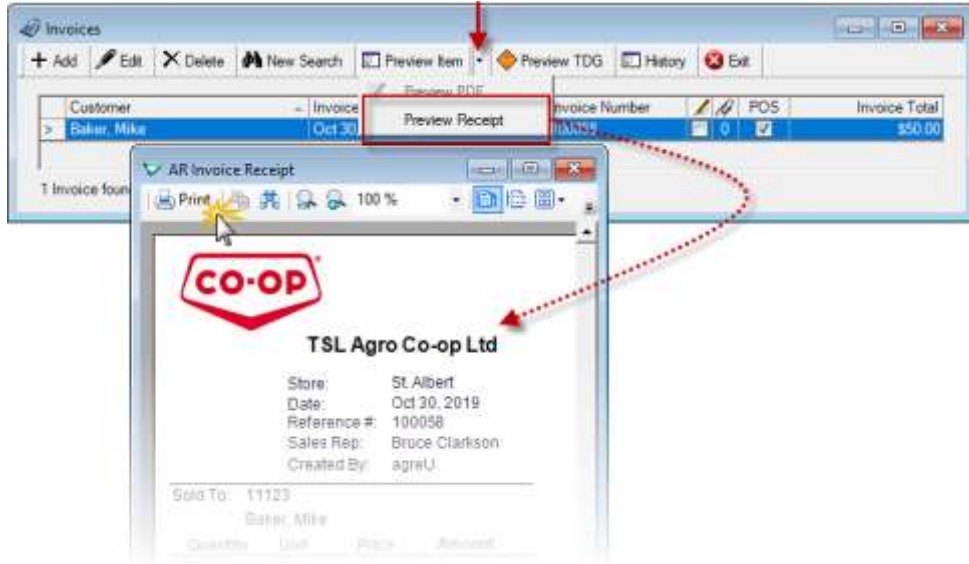 Invoices
Add Edit Delete New Search Preview Item Preview TDG History Exit
Preview PDF
Customer Invoice nvoice Number POS Invoice Total
Preview Receipt
> Baker, Mike Oct 30, 0 $50.00
AR Invoice Receipt
1 Invoice foun
Print 100 %
CO-OP
TSL Agro Co-op Ltd
Store: St. Albert
Date: Oct 30, 2019
Reference #: 100058
Sales Rep: Bruce Clarkson
Created By: agreU
Sold To: 11123
Baker, Mike
Quantity Unit Price Amount